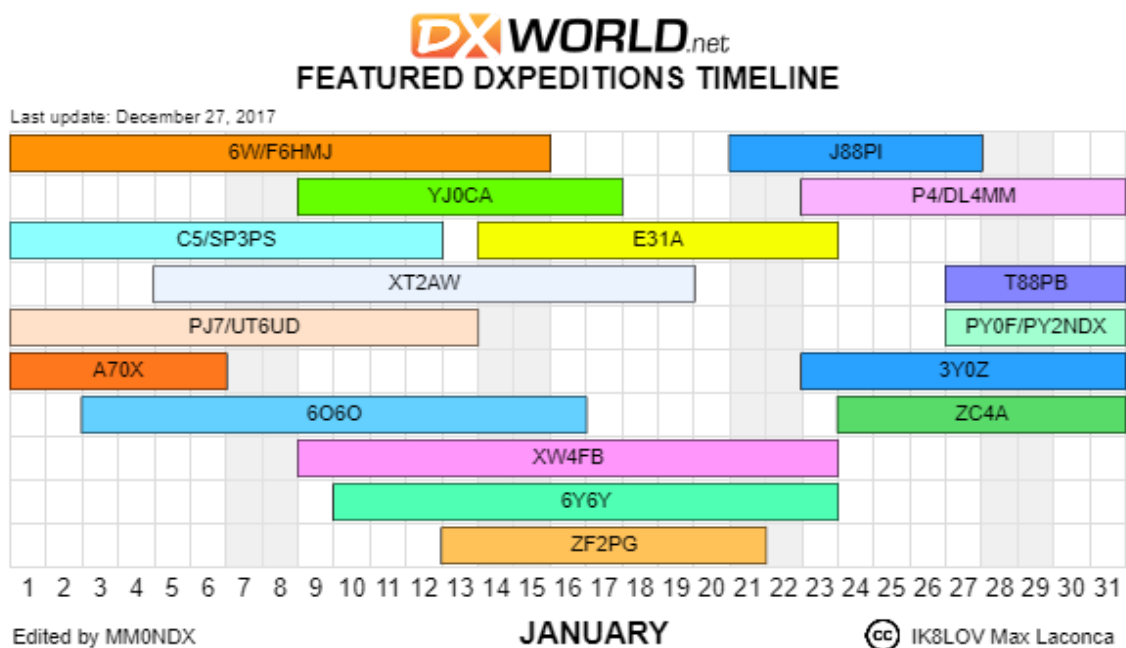 DX WORLD.net
FEATURED DXPEDITIONS TIMELINE
Last update: December 27, 2017
6W/F6HMJ J88PI
YJ0CA P4/DL4MM
C5/SP3PS E31A
XT2AW T88PB
PJ7/UT6UD PY0F/PY2NDX
A70X 3Y0Z
6O6O ZC4A
XW4FB
6Y6Y
ZF2PG
1 2 3 4 5 6 7 8 9 10 11 12 13 14 15 16 17 18 19 20 21 22 23 24 25 26 27 28 29 30 31
Edited by MM0NDX JANUARY cc IK8LOV Max Laconca